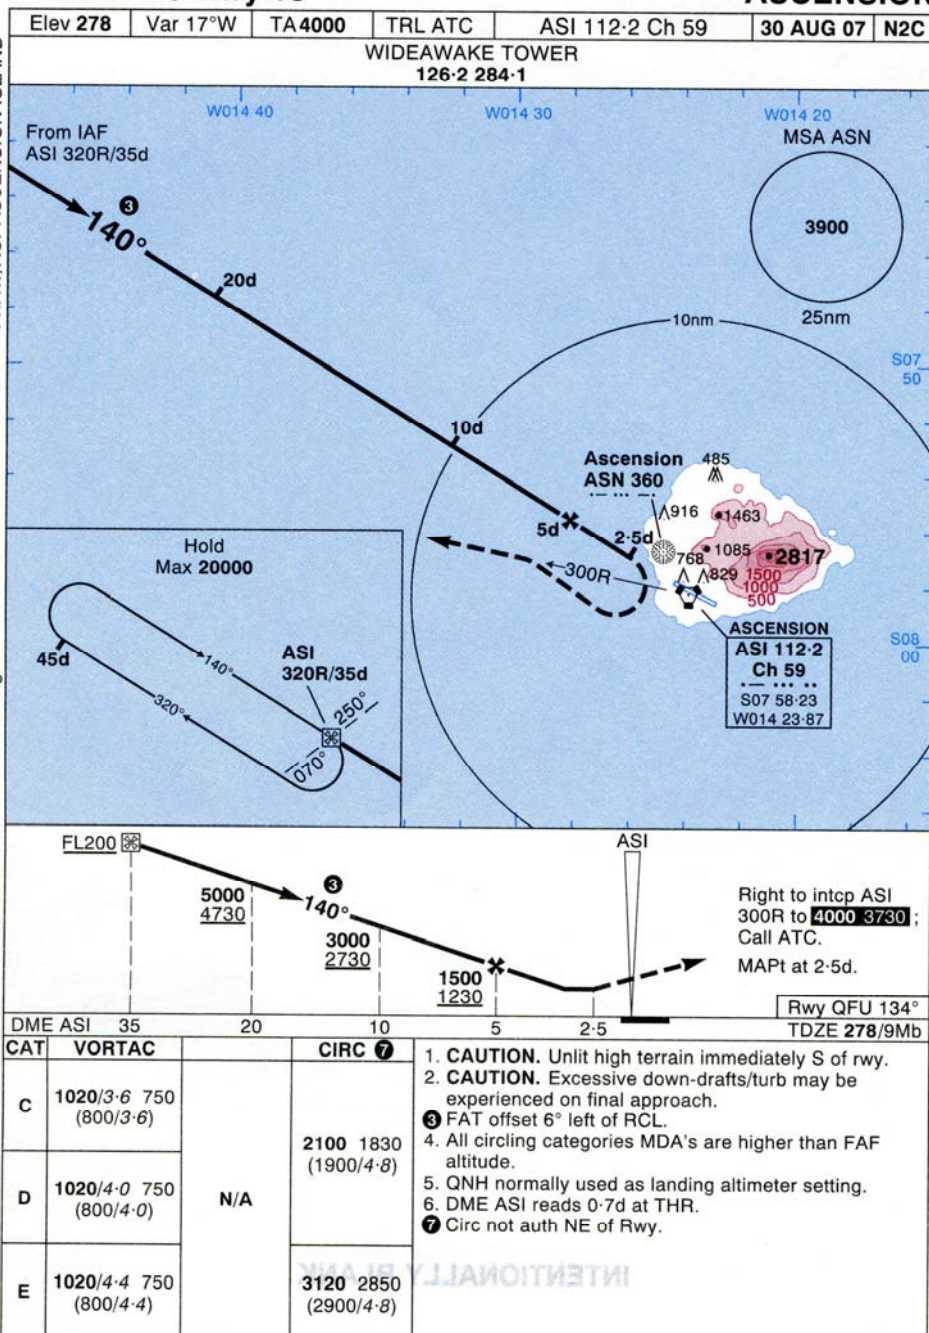 ASCENSION
Elev 278 Var 17°W TA4000 TRL ATC ASI 112·2 Ch 59 30 AUG 07 N2C
WIDEAWAKE TOWER
126·2 284·1
W014 40 W014 30 W014 20
From IAF
ASI 320R/35d
MSA ASN
3900
25nm
3
140°
20d
10nm
S07
50
10d
Ascension
ASN 360
485
916
1463
5d
2·5d
1085
2817
768
829
300R
1500
1000
500
ASCENSION
ASI 112·2
Ch 59
S07 58·23
W014 23·87
S08
00
Hold
Max 20000
45d
140°
320°
ASI
320R/35d
250°
070°
FL200
5000
4730
3
140°
3000
2730
1500
1230
ASI
Right to intcp ASI
300R to 4000 3730 ;
Call ATC.
MAPt at 2·5d.
Rwy QFU 134°
DME ASI 35 20 10 5 2·5 TDZE 278/9Mb
CAT VORTAC CIRC 7
C 1020/3·6 750
(800/3·6)
D 1020/4·0 750
(800/4·0)
E 1020/4·4 750
(800/4·4)
N/A
2100 1830
(1900/4·8)
3120 2850
(2900/4·8)
1. CAUTION. Unlit high terrain immediately S of rwy.
2. CAUTION. Excessive down-drafts/turb may be
experienced on final approach.
3 FAT offset 6° left of RCL.
4. All circling categories MDA's are higher than FAF
altitude.
5. QNH normally used as landing altimeter setting.
6. DME ASI reads 0·7d at THR.
7 Circ not auth NE of Rwy.
INTENTIONALLY BLANK